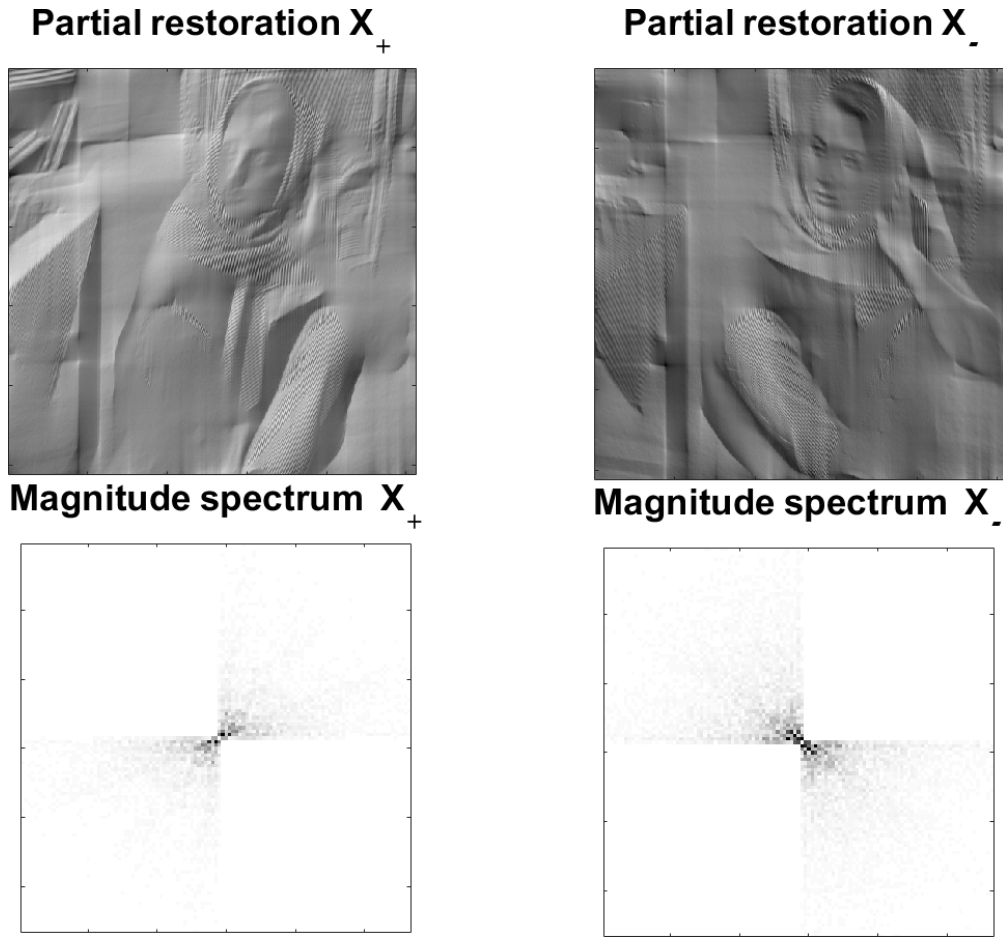 Partial restoration X₊
Partial restoration X₋
Magnitude spectrum X₊
Magnitude spectrum X₋